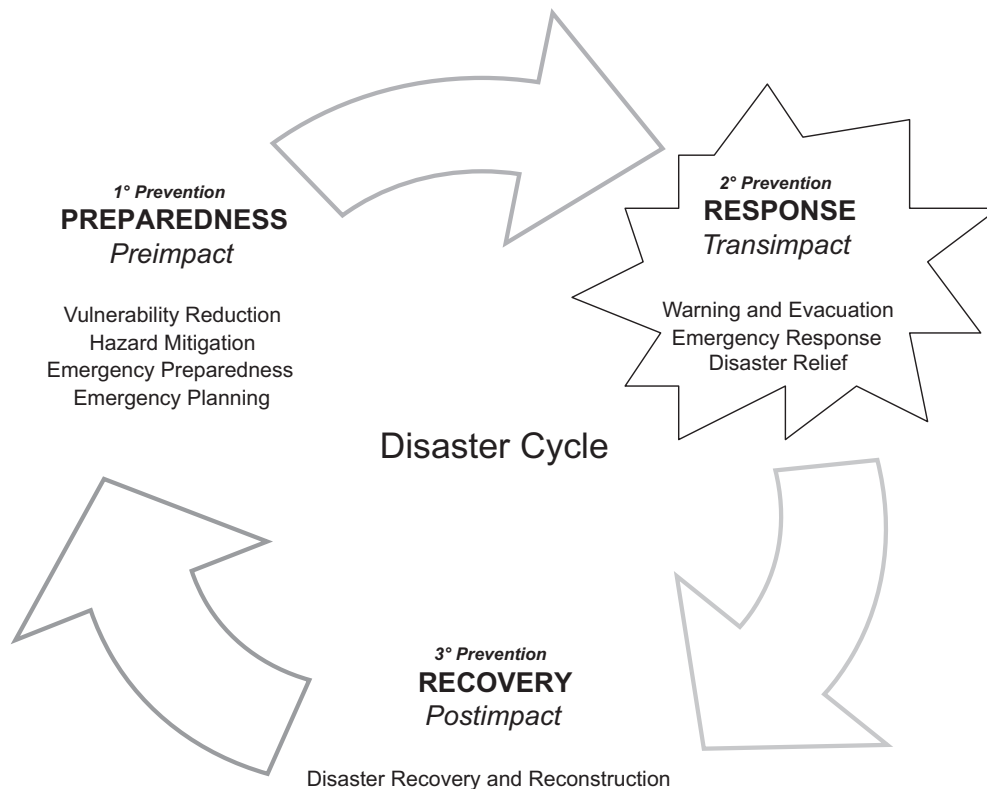 1° Prevention
PREPAREDNESS
Preimpact
Vulnerability Reduction
Hazard Mitigation
Emergency Preparedness
Emergency Planning
2° Prevention
RESPONSE
Transimpact
Warning and Evacuation
Emergency Response
Disaster Relief
Disaster Cycle
3° Prevention
RECOVERY
Postimpact
Disaster Recovery and Reconstruction